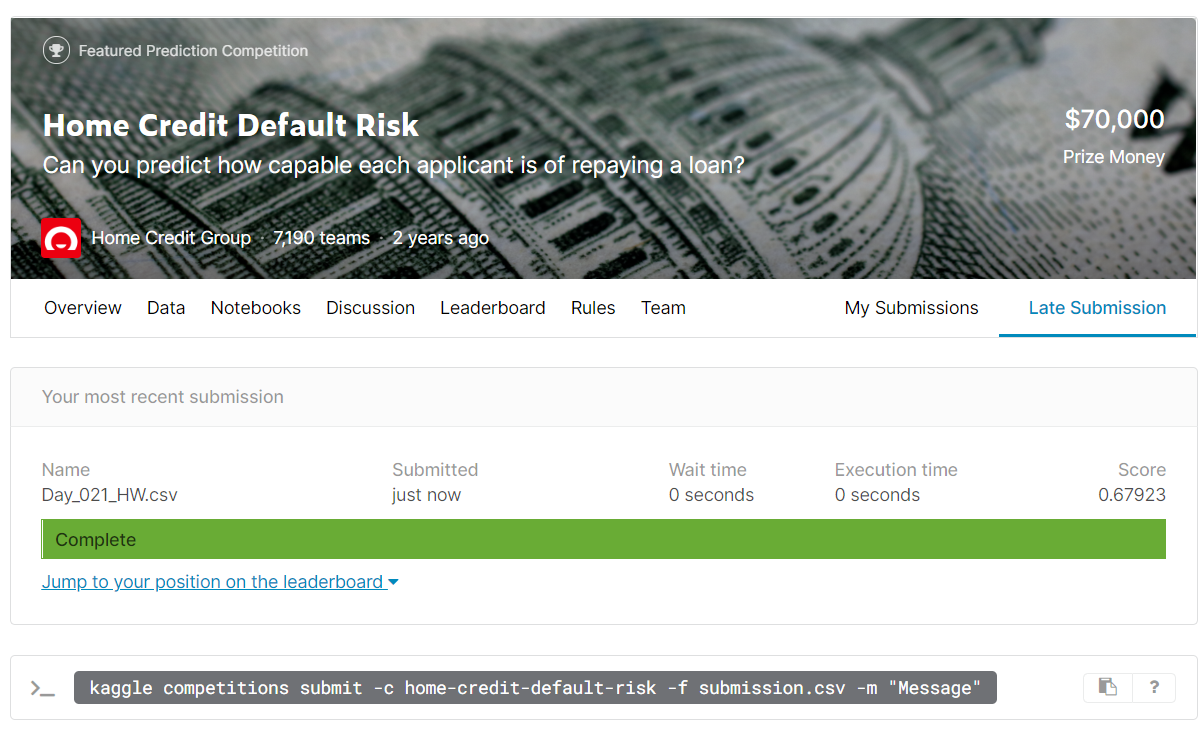 Featured Prediction Competition
Home Credit Default Risk
$70,000
Can you predict how capable each applicant is of repaying a loan?
Prize Money
Home Credit Group · 7,190 teams · 2 years ago
Overview Data Notebooks Discussion Leaderboard Rules Team My Submissions Late Submission
Your most recent submission
Name Submitted Wait time Execution time Score
Day_021_HW.csv just now 0 seconds 0 seconds 0.67923
Complete
Jump to your position on the leaderboard
>_ kaggle competitions submit -c home-credit-default-risk -f submission.csv -m "Message" ?